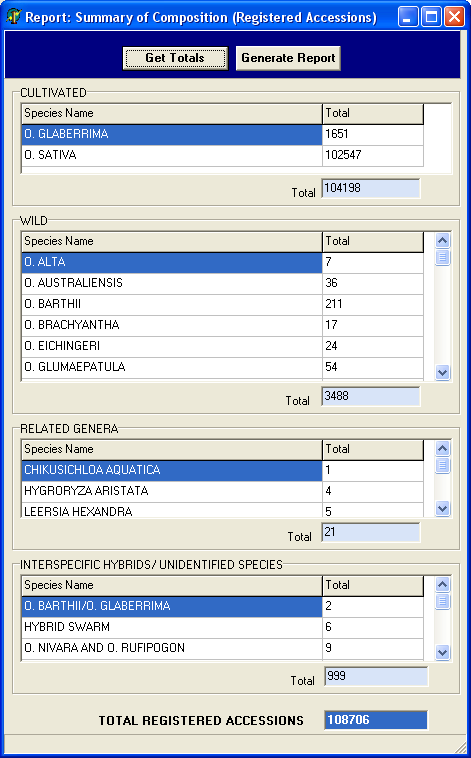 Report: Summary of Composition (Registered Accessions)
Get Totals Generate Report
CULTIVATED
Species Name Total
O. GLABERRIMA 1651
O. SATIVA 102547
Total 104198
WILD
Species Name Total
O. ALTA 7
O. AUSTRALIENSIS 36
O. BARTHII 211
O. BRACHYANTHA 17
O. EICHINGERI 24
O. GLUMAEPATULA 54
Total 3488
RELATED GENERA
Species Name Total
CHIKUSICHLOA AQUATICA 1
HYGRORYZA ARISTATA 4
LEERSIA HEXANDRA 5
Total 21
INTERSPECIFIC HYBRIDS/ UNIDENTIFIED SPECIES
Species Name Total
O. BARTHII/O. GLABERRIMA 2
HYBRID SWARM 6
O. NIVARA AND O. RUFIPOGON 9
Total 999
TOTAL REGISTERED ACCESSIONS 108706